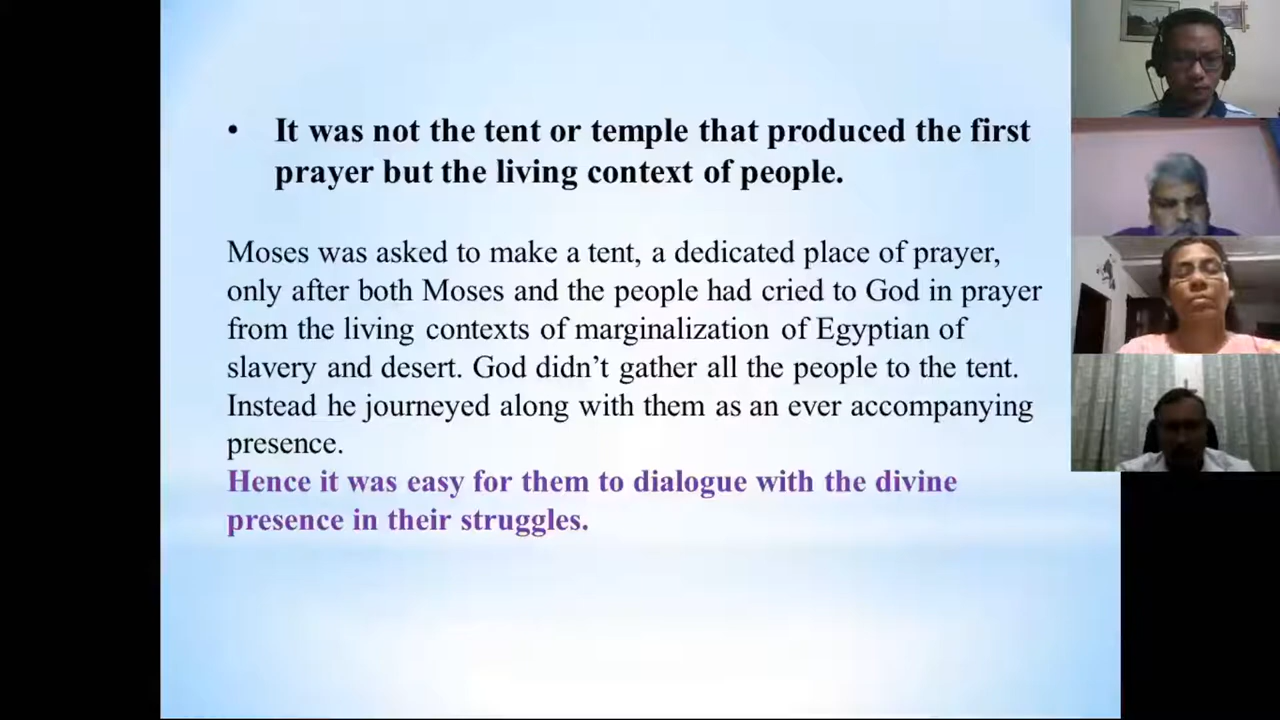 • It was not the tent or temple that produced the first
prayer but the living context of people.
Moses was asked to make a tent, a dedicated place of prayer,
only after both Moses and the people had cried to God in prayer
from the living contexts of marginalization of Egyptian of
slavery and desert. God didn’t gather all the people to the tent.
Instead he journeyed along with them as an ever accompanying
presence.
Hence it was easy for them to dialogue with the divine
presence in their struggles.